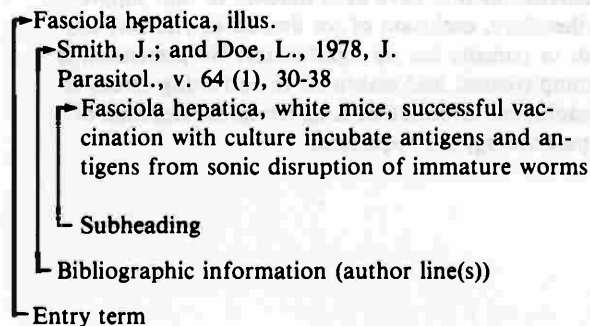 Fasciola hepatica, illus.
Smith, J.; and Doe, L., 1978, J.
Parasitol., v. 64 (1), 30-38
Fasciola hepatica, white mice, successful vac-
cination with culture incubate antigens and an-
tigens from sonic disruption of immature worms
Subheading
Bibliographic information (author line(s))
Entry term